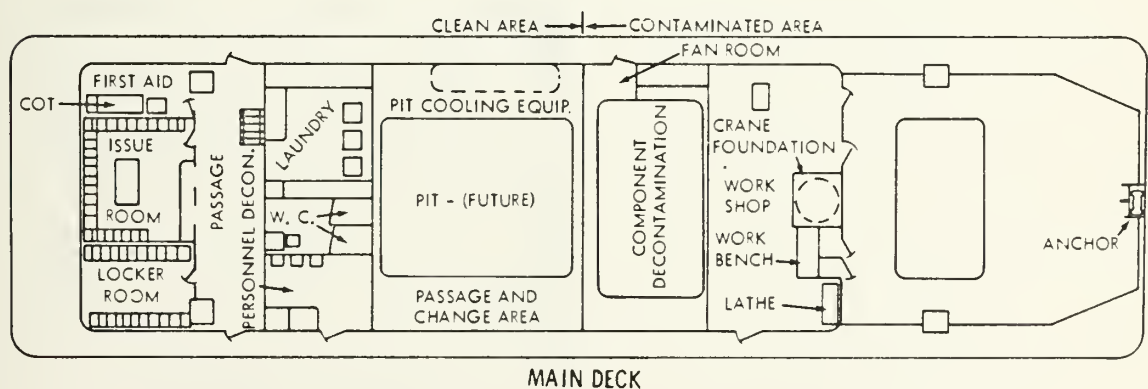 CLEAN AREA
CONTAMINATED AREA
FAN ROOM
FIRST AID
COT
ISSUE
ROOM
LOCKER
ROOM
PASSAGE
PERSONNEL DECON.
LAUNDRY
W. C.
PIT COOLING EQUIP.
PIT - (FUTURE)
PASSAGE AND
CHANGE AREA
COMPONENT
DECONTAMINATION
CRANE
FOUNDATION
WORK
SHOP
WORK
BENCH
LATHE
ANCHOR
MAIN DECK